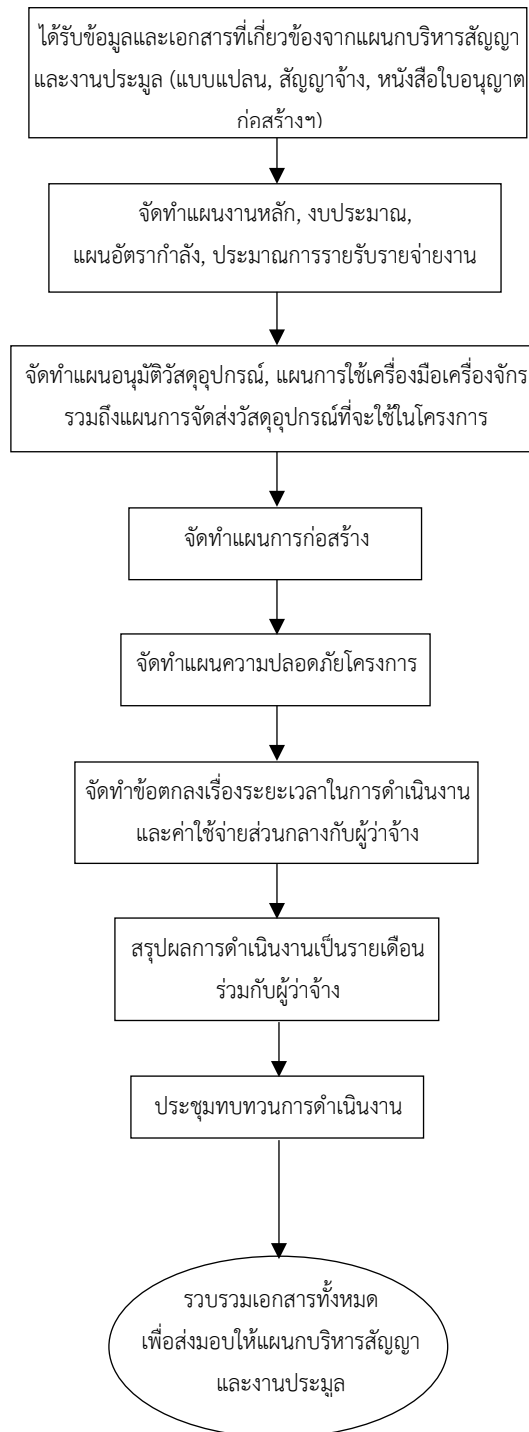 ได้รับข้อมูลและเอกสารที่เกี่ยวข้องจากแผนกบริหารสัญญา
และงานประมูล (แบบแปลน, สัญญาจ้าง, หนังสือใบอนุญาต
ก่อสร้างฯ)
จัดทำแผนงานหลัก, งบประมาณ,
แผนอัตรากำลัง, ประมาณการรายรับรายจ่ายงาน
จัดทำแผนอนุมัติวัสดุอุปกรณ์, แผนการใช้เครื่องมือเครื่องจักร
รวมถึงแผนการจัดส่งวัสดุอุปกรณ์ที่จะใช้ในโครงการ
จัดทำแผนการก่อสร้าง
จัดทำแผนความปลอดภัยโครงการ
จัดทำข้อตกลงเรื่องระยะเวลาในการดำเนินงาน
และค่าใช้จ่ายส่วนกลางกับผู้ว่าจ้าง
สรุปผลการดำเนินงานเป็นรายเดือน
ร่วมกับผู้ว่าจ้าง
ประชุมทบทวนการดำเนินงาน
รวบรวมเอกสารทั้งหมด
เพื่อส่งมอบให้แผนกบริหารสัญญา
และงานประมูล